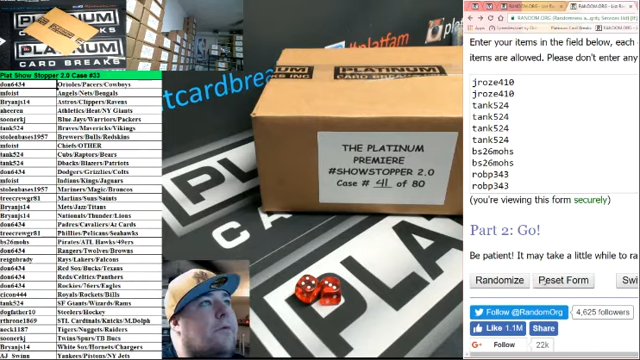 PLATINUM
CARD BREAKS
PLATINUM
CARD BREAKS
Plat Show Stopper 2.0 Case #33
don6434 Orioles/Pacers/Cowboys
mfoist Angels/Nets/Bengals
Bryanjs14 Astros/Clippers/Ravens
aheeren Athletics/Heat/NY Giants
soonerkj Blue Jays/Warriors/Packers
tank524 Braves/Mavericks/Vikings
stolenbases1957 Brewers/Bulls/Redskins
mfoist Chiefs/OTHER
tank524 Cubs/Raptors/Bears
tank524 Dbacks/Blazers/Patriots
don6434 Dodgers/Grizzlies/Colts
mfoist Indians/Kings/Jaguars
stolenbases1957 Mariners/Magic/Broncos
treecrewgr81 Marlins/Suns/Saints
Bryanjs14 Mets/Jazz/Titans
Bryanjs14 Nationals/Thunder/Lions
don6434 Padres/Cavaliers/Az Cards
treecrewgr81 Phillies/Pelicans/Seahawks
bs26mohs Pirates/ATL Hawks/49ers
don6434 Rangers/Twolves/Browns
reignbrady Rays/Lakers/Falcons
don6434 Red Sox/Bucks/Texans
don6434 Reds/Celtics/Panthers
don6434 Rockies/76ers/Eagles
cicon444 Royals/Rockets/Bills
tank524 SF Giants/Wizards/Rams
dogfather10 Steelers/Hockey
rthrone1869 STL Cardinals/Knicks/M.Dolph
neck1187 Tigers/Nuggets/Raiders
soonerkj Twins/Spurs/TB Bucs
Bryanjs14 White Sox/Hornets/Chargers
AJ_Swinn Yankees/Pistons/NY Jets
#platfam
tcardbrea
PLATINUM
CARD BREAKS
THE PLATINUM
PREMIERE
#SHOWSTOPPER 2.0
Case # 41 of 80
Enter your items in the field below, each
items are allowed. Please don't enter any
jroze410
jroze410
tank524
tank524
tank524
tank524
bs26mohs
bs26mohs
robp343
robp343
(you're viewing this form securely)
Part 2: Go!
Be patient! It may take a little while to ra
Randomize Reset Form Swi
Follow @RandomOrg 4,625 followers
Like 1.1M Share
Follow 22k